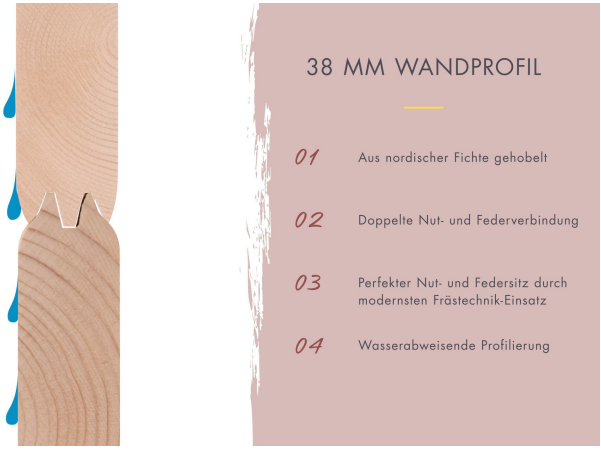 38 MM WANDPROFIL
01 Aus nordischer Fichte gehobelt
02 Doppelte Nut- und Federverbindung
03 Perfekter Nut- und Federsitz durch
modernsten Frästechnik-Einsatz
04 Wasserabweisende Profilierung